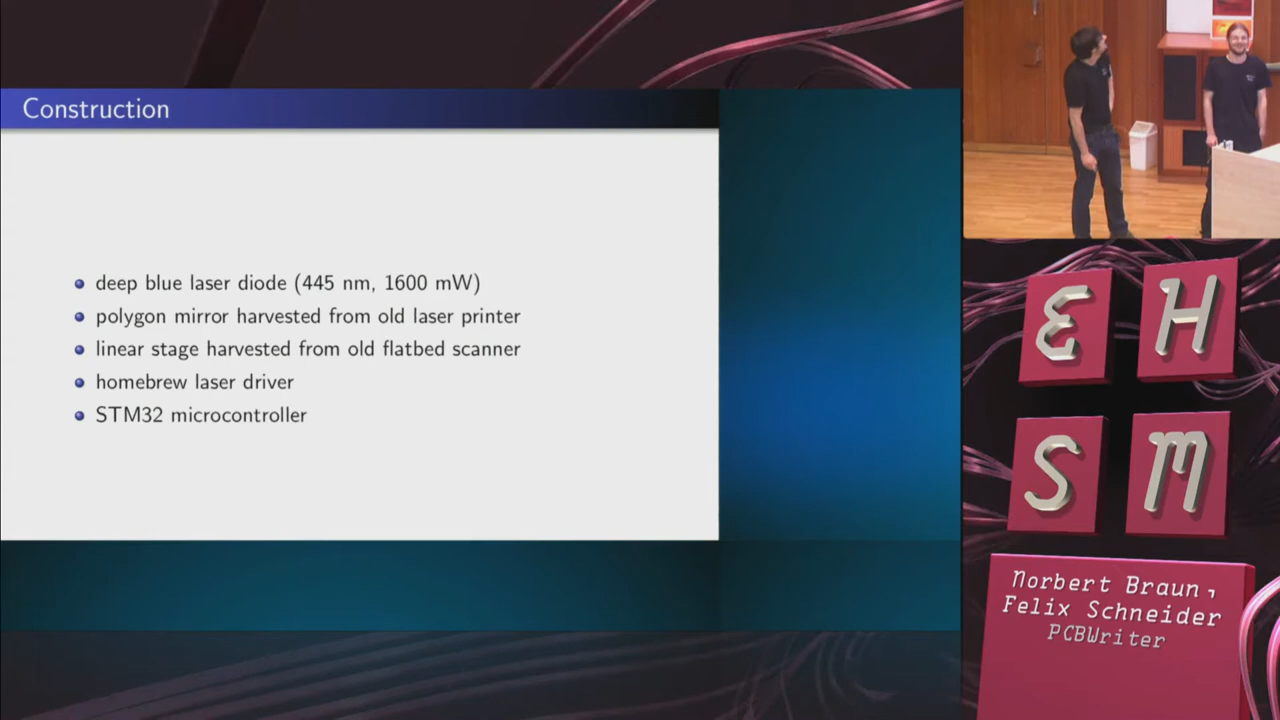 Construction
deep blue laser diode (445 nm, 1600 mW)
polygon mirror harvested from old laser printer
linear stage harvested from old flatbed scanner
homebrew laser driver
STM32 microcontroller
E H
S M
Norbert Braun,
Felix Schneider
PCBWriter